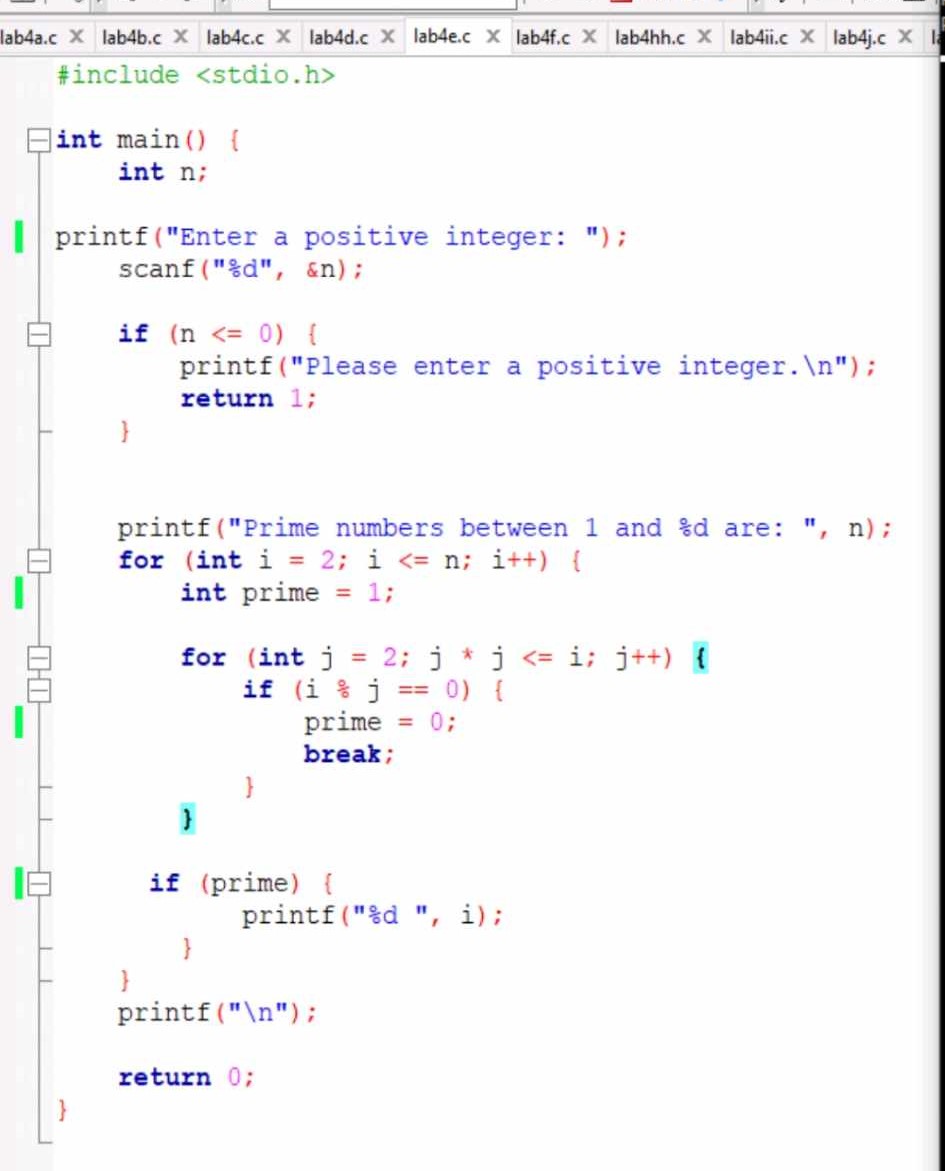 lab4a.c X lab4b.c X lab4c.c X lab4d.c X lab4e.c X lab4f.c X lab4hh.c X lab4ii.c X lab4j.c X
#include <stdio.h>
int main() {
    int n;
printf("Enter a positive integer: ");
    scanf("%d", &n);
    if (n <= 0) {
        printf("Please enter a positive integer.\n");
        return 1;
    }
    printf("Prime numbers between 1 and %d are: ", n);
    for (int i = 2; i <= n; i++) {
        int prime = 1;
        for (int j = 2; j * j <= i; j++) {
            if (i % j == 0) {
                prime = 0;
                break;
            }
        }
      if (prime) {
            printf("%d ", i);
        }
    }
    printf("\n");
    return 0;
}